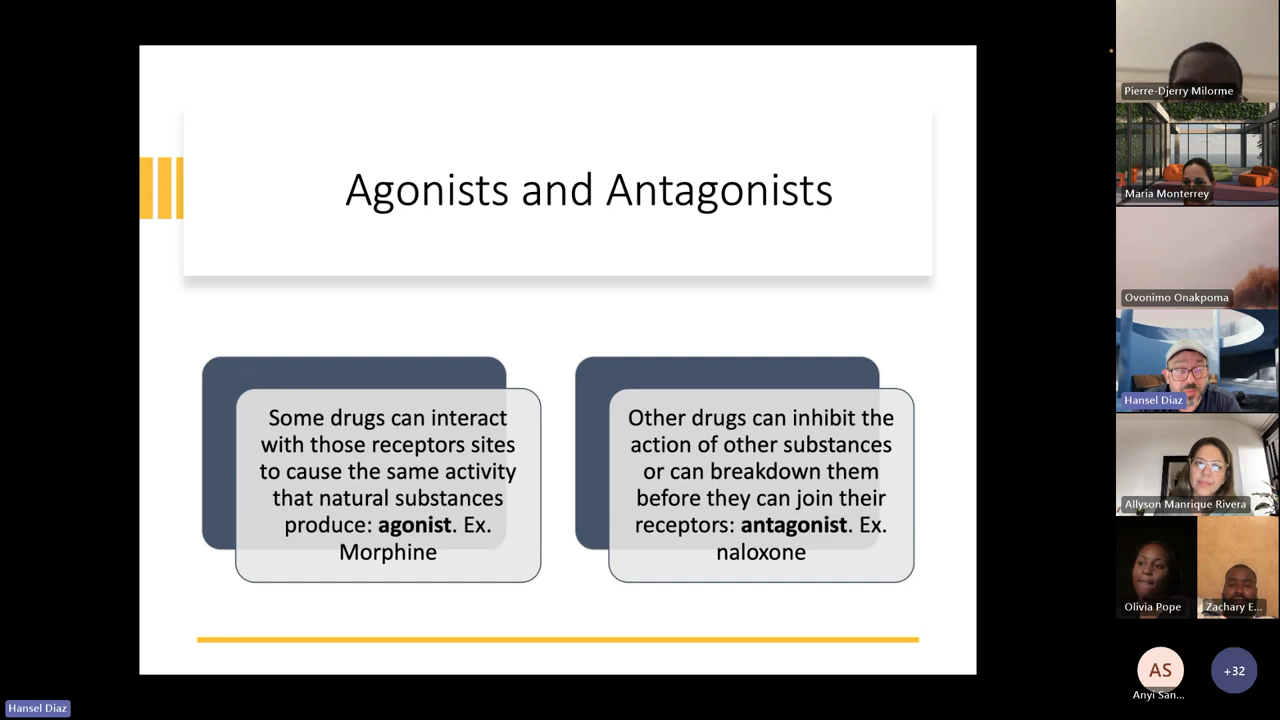 Agonists and Antagonists
Some drugs can interact
with those receptors sites
to cause the same activity
that natural substances
produce: agonist. Ex.
Morphine
Other drugs can inhibit the
action of other substances
or can breakdown them
before they can join their
receptors: antagonist. Ex.
naloxone
Pierre-Djerry Milorme
Maria Monterrey
Ovonimo Onakpoma
Hansel Diaz
Allyson Manrique Rivera
Olivia Pope
Zachary E...
AS
Anyi San...
+32
Hansel Diaz